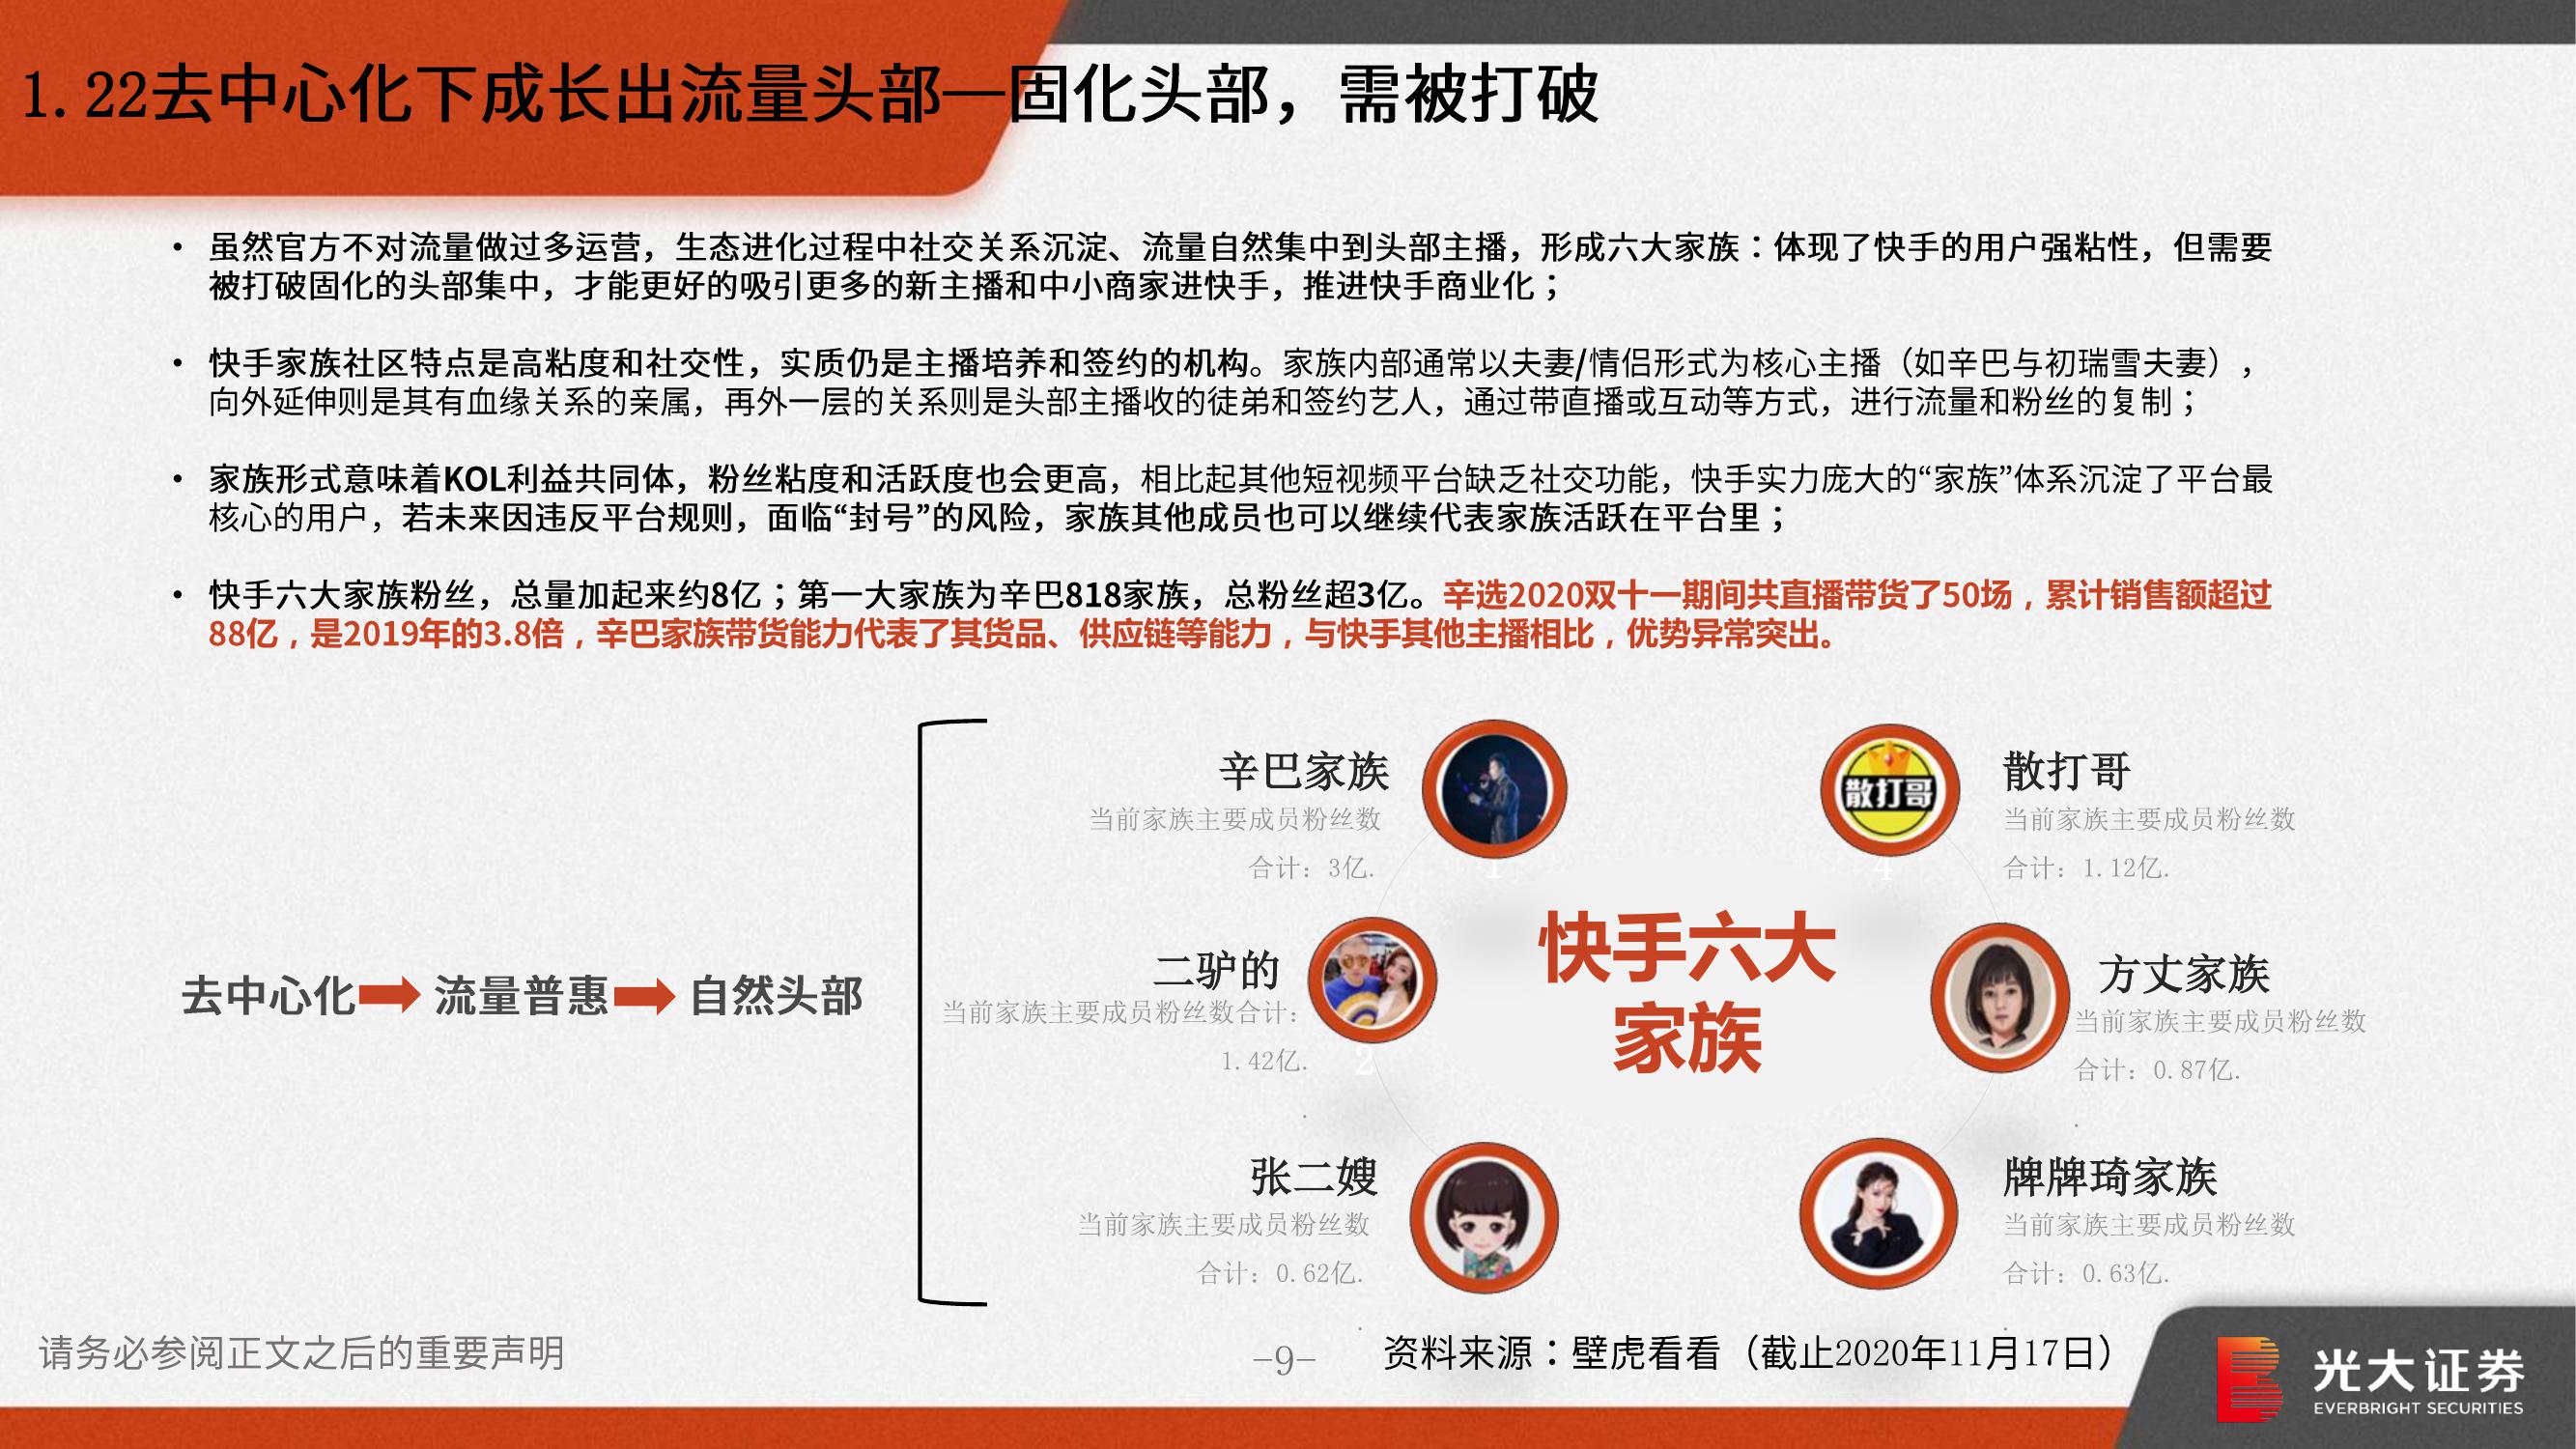 1.22去中心化下成长出流量头部—固化头部，需被打破
• 虽然官方不对流量做过多运营，生态进化过程中社交关系沉淀、流量自然集中到头部主播，形成六大家族：体现了快手的用户强粘性，但需要
被打破固化的头部集中，才能更好的吸引更多的新主播和中小商家进快手，推进快手商业化；
• 快手家族社区特点是高粘度和社交性，实质仍是主播培养和签约的机构。家族内部通常以夫妻/情侣形式为核心主播（如辛巴与初瑞雪夫妻），
向外延伸则是其有血缘关系的亲属，再外一层的关系则是头部主播收的徒弟和签约艺人，通过带直播或互动等方式，进行流量和粉丝的复制；
• 家族形式意味着KOL利益共同体，粉丝粘度和活跃度也会更高，相比起其他短视频平台缺乏社交功能，快手实力庞大的“家族”体系沉淀了平台最
核心的用户，若未来因违反平台规则，面临“封号”的风险，家族其他成员也可以继续代表家族活跃在平台里；
• 快手六大家族粉丝，总量加起来约8亿；第一大家族为辛巴818家族，总粉丝超3亿。辛选2020双十一期间共直播带货了50场，累计销售额超过
88亿，是2019年的3.8倍，辛巴家族带货能力代表了其货品、供应链等能力，与快手其他主播相比，优势异常突出。
去中心化 流量普惠 自然头部
辛巴家族
当前家族主要成员粉丝数
合计：3亿.
1
二驴的
当前家族主要成员粉丝数合计：
1.42亿.
2
.
张二嫂
当前家族主要成员粉丝数
合计：0.62亿.
.
快手六大
家族
散打哥
散打哥
当前家族主要成员粉丝数
合计：1.12亿.
4
方丈家族
当前家族主要成员粉丝数
合计：0.87亿.
.
牌牌琦家族
当前家族主要成员粉丝数
合计：0.63亿.
.
请务必参阅正文之后的重要声明
-9-
资料来源：壁虎看看（截止2020年11月17日）
光大证券
EVERBRIGHT SECURITIES